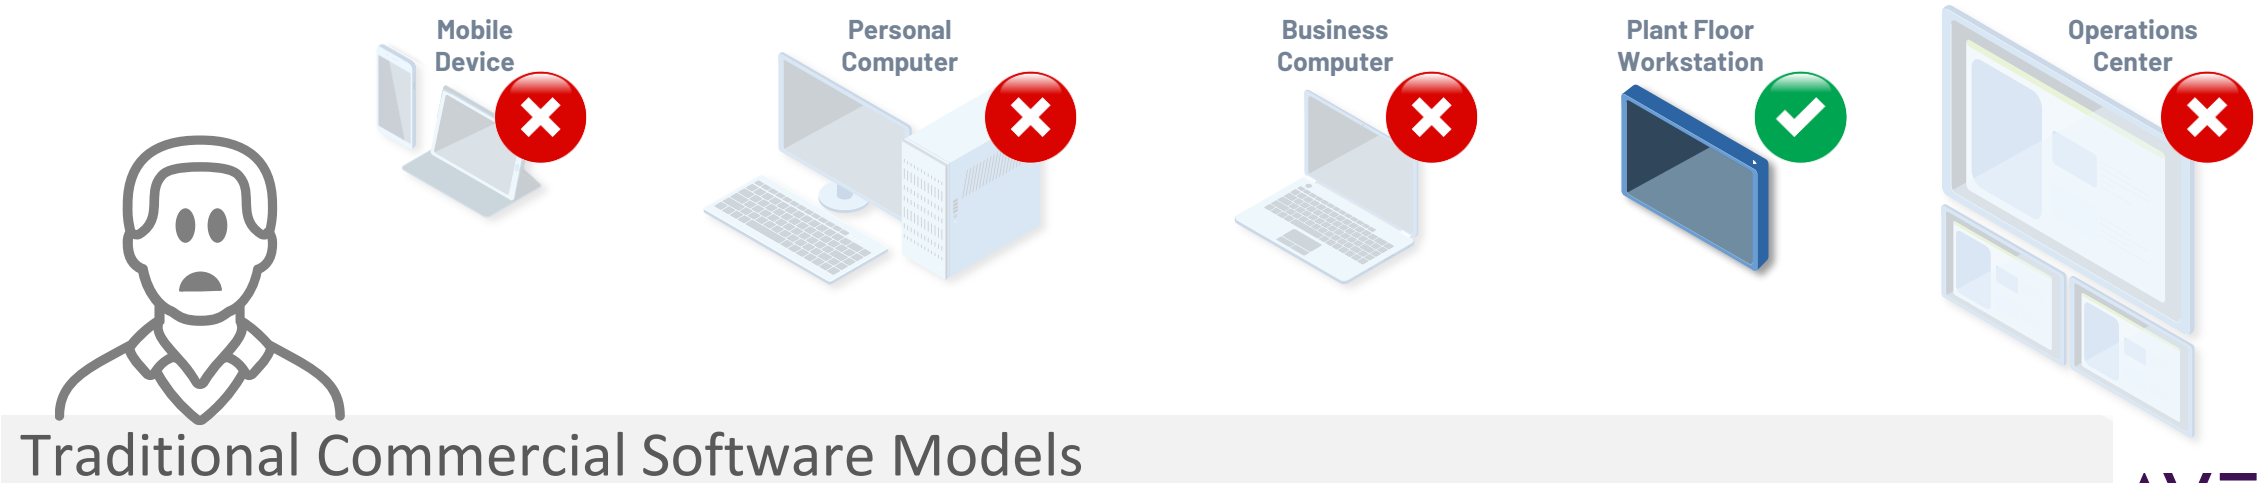 Mobile
Device
Personal
Computer
Business
Computer
Plant Floor
Workstation
Operations
Center
Traditional Commercial Software Models